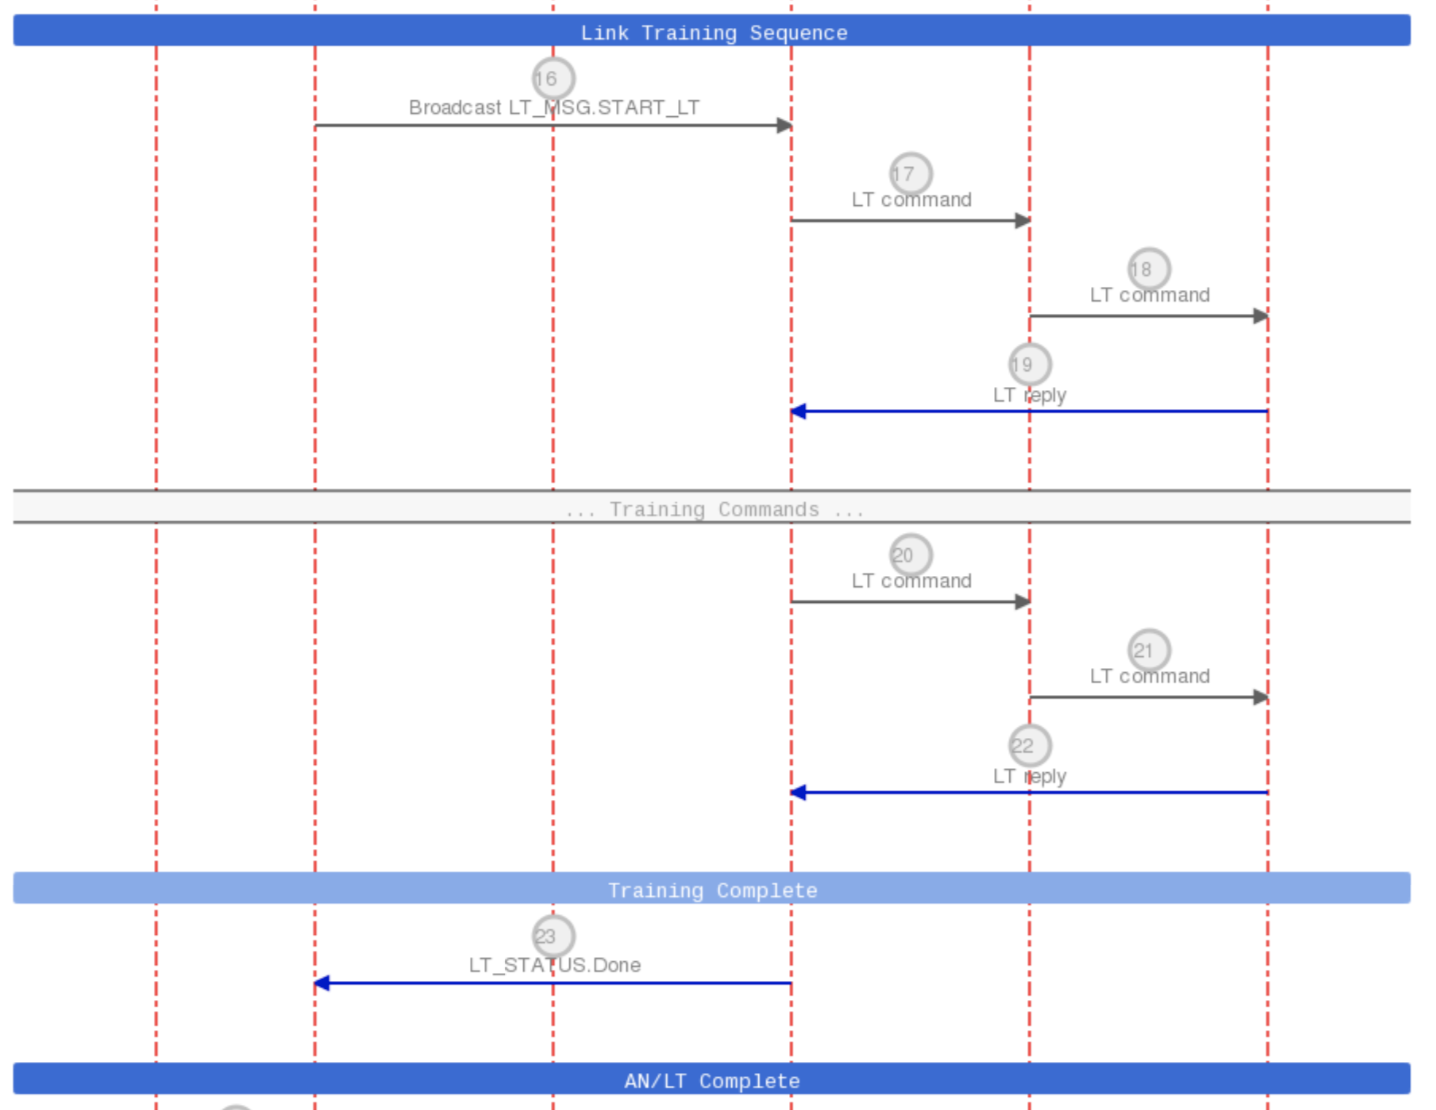 Link Training Sequence
16
Broadcast LT_MSG.START_LT
17
LT command
18
LT command
19
LT reply
... Training Commands ...
20
LT command
21
LT command
22
LT reply
Training Complete
23
LT_STATUS.Done
AN/LT Complete